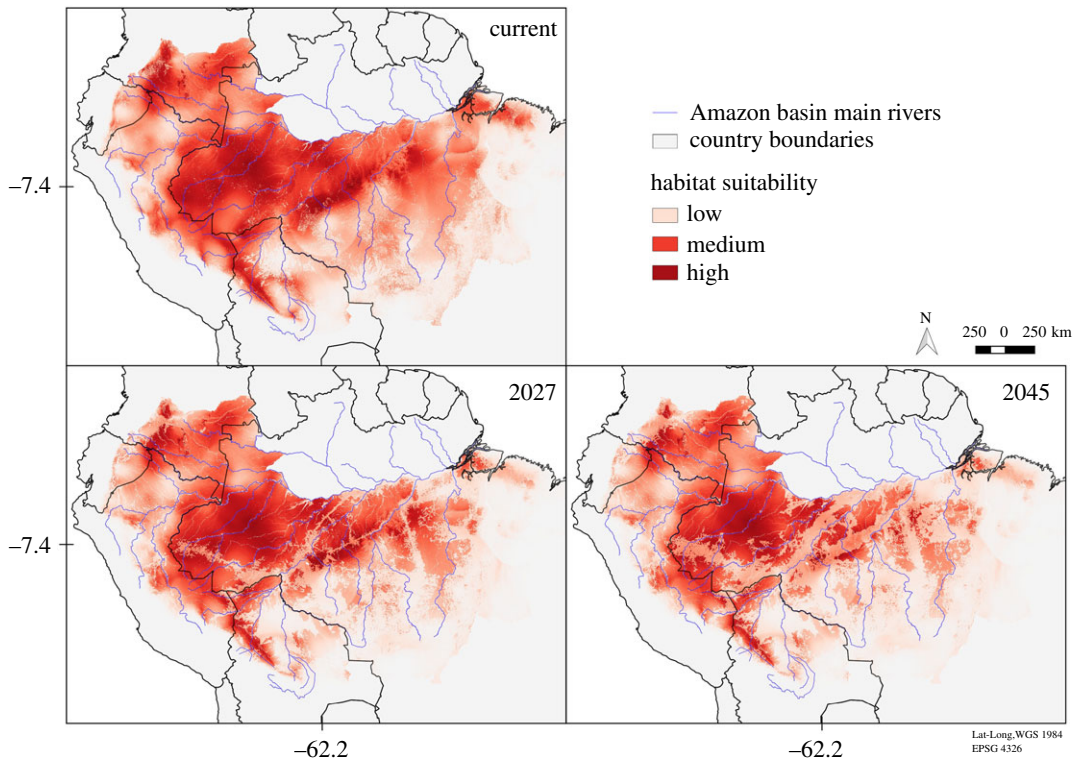 current
Amazon basin main rivers
country boundaries
habitat suitability
low
medium
high
−7.4
N
250 0 250 km
2027
2045
−7.4
−62.2
−62.2
Lat-Long,WGS 1984
EPSG 4326